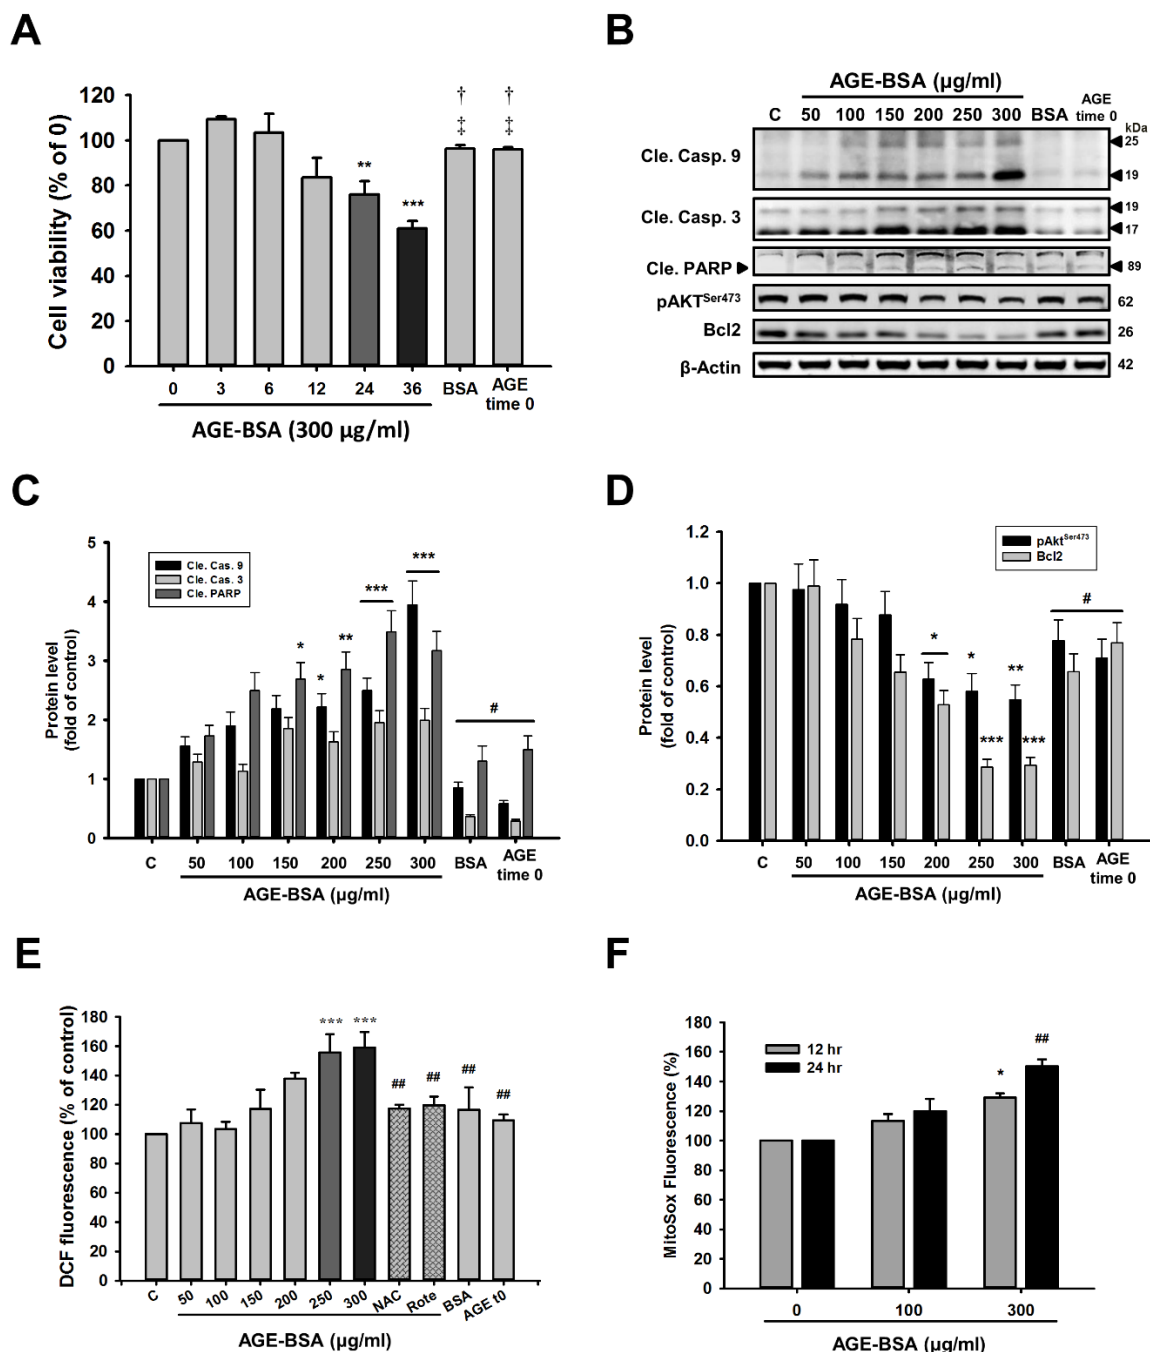 A
Cell viability (% of 0)
120
100
80
60
40
20
0
**
***
†
‡
†
‡
0 3 6 12 24 36 BSA AGE
time 0
AGE-BSA (300 µg/ml)
B
AGE-BSA (µg/ml)
C 50 100 150 200 250 300 BSA AGE
time 0
kDa
Cle. Casp. 9
25
19
Cle. Casp. 3
19
17
Cle. PARP
89
pAKTSer473
62
Bcl2
26
β-Actin
42
C
Protein level
(fold of control)
5
4
3
2
1
0
Cle. Cas. 9
Cle. Cas. 3
Cle. PARP
* * ** *** *** #
C 50 100 150 200 250 300 BSA AGE
time 0
AGE-BSA (µg/ml)
D
Protein level
(fold of control)
1.2
1.0
0.8
0.6
0.4
0.2
0.0
pAktSer473
Bcl2
* * *** ** *** #
C 50 100 150 200 250 300 BSA AGE
time 0
AGE-BSA (µg/ml)
E
DCF fluorescence (% of control)
180
160
140
120
100
80
60
40
20
0
*** *** ## ## ## ##
C 50 100 150 200 250 300 NAC Rote BSA AGE t0
AGE-BSA (µg/ml)
F
MitoSox Fluorescence (%)
180
160
140
120
100
80
60
40
20
0
12 hr
24 hr
* ##
0 100 300
AGE-BSA (µg/ml)